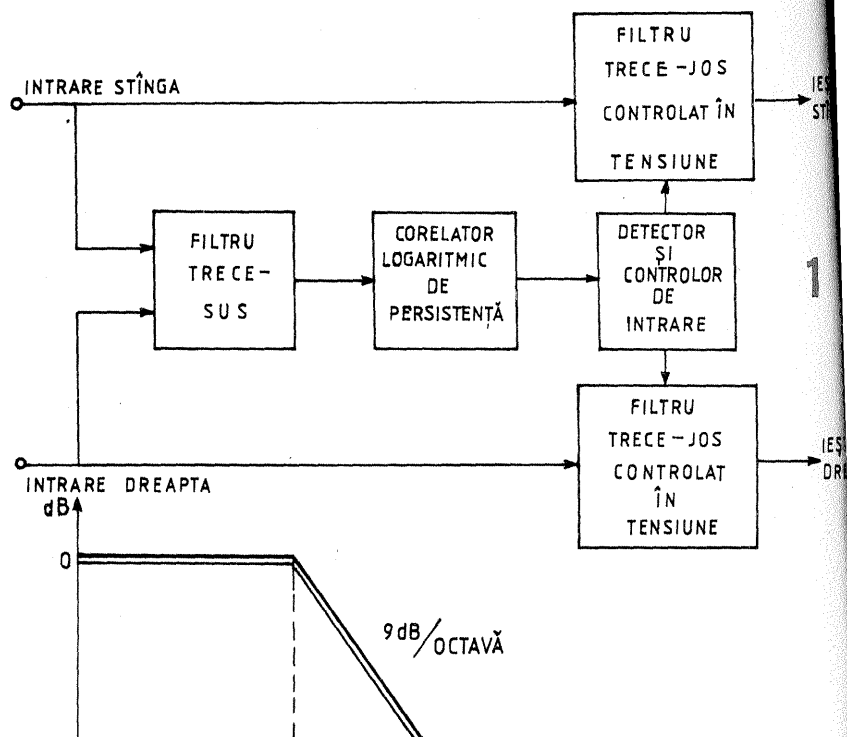 FILTRU
TRECE-JOS
CONTROLAT ÎN
TENSIUNE
INTRARE STÎNGA
FILTRU
TRECE-
SUS
CORELATOR
LOGARITMIC
DE
PERSISTENȚĂ
DETECTOR
ȘI
CONTROLOR
DE
INTRARE
1
FILTRU
TRECE-JOS
CONTROLAT
ÎN
TENSIUNE
INTRARE DREAPTA
dB
0
9dB/OCTAVĂ